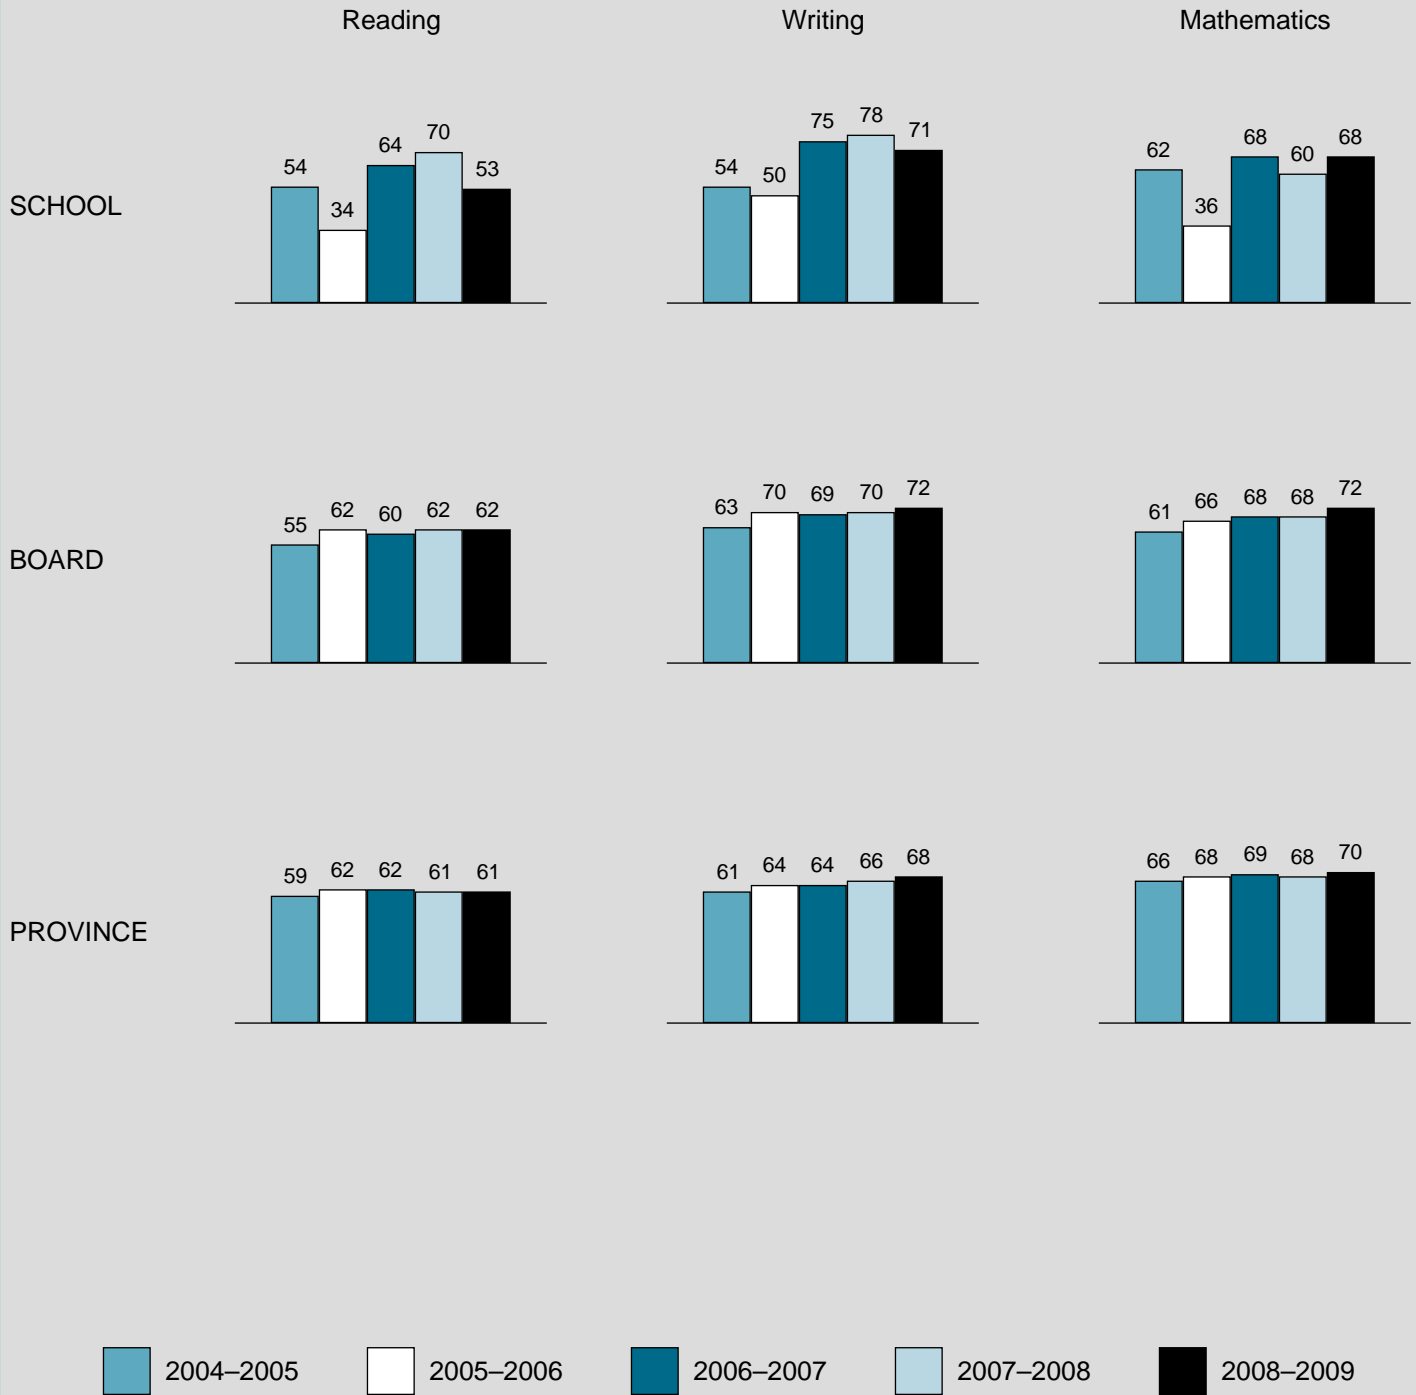 Reading Writing Mathematics
SCHOOL
54 34 64 70 53
54 50 75 78 71
62 36 68 60 68
BOARD
55 62 60 62 62
63 70 69 70 72
61 66 68 68 72
PROVINCE
59 62 62 61 61
61 64 64 66 68
66 68 69 68 70
2004–2005 2005–2006 2006–2007 2007–2008 2008–2009